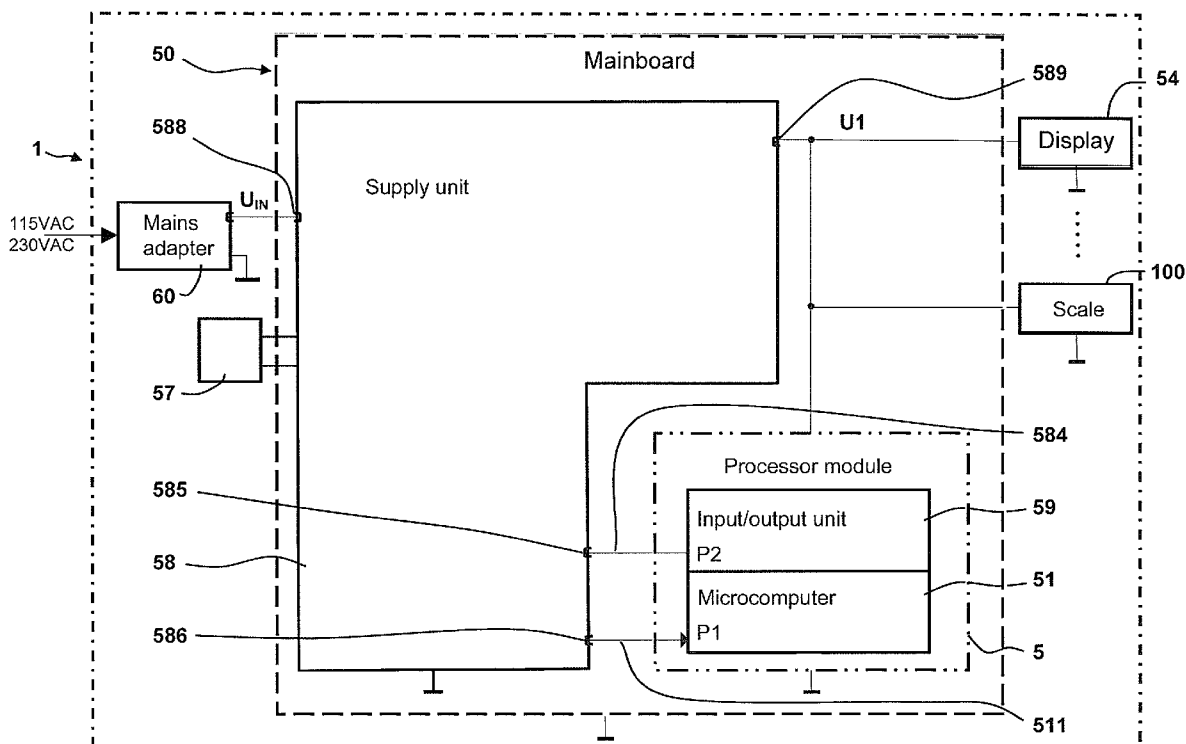 50
Mainboard
589
54
588
U1
Display
1
Supply unit
UIN
115VAC
230VAC
Mains
adapter
100
60
Scale
57
584
Processor module
585
Input/output unit
59
P2
58
51
Microcomputer
586
P1
5
511